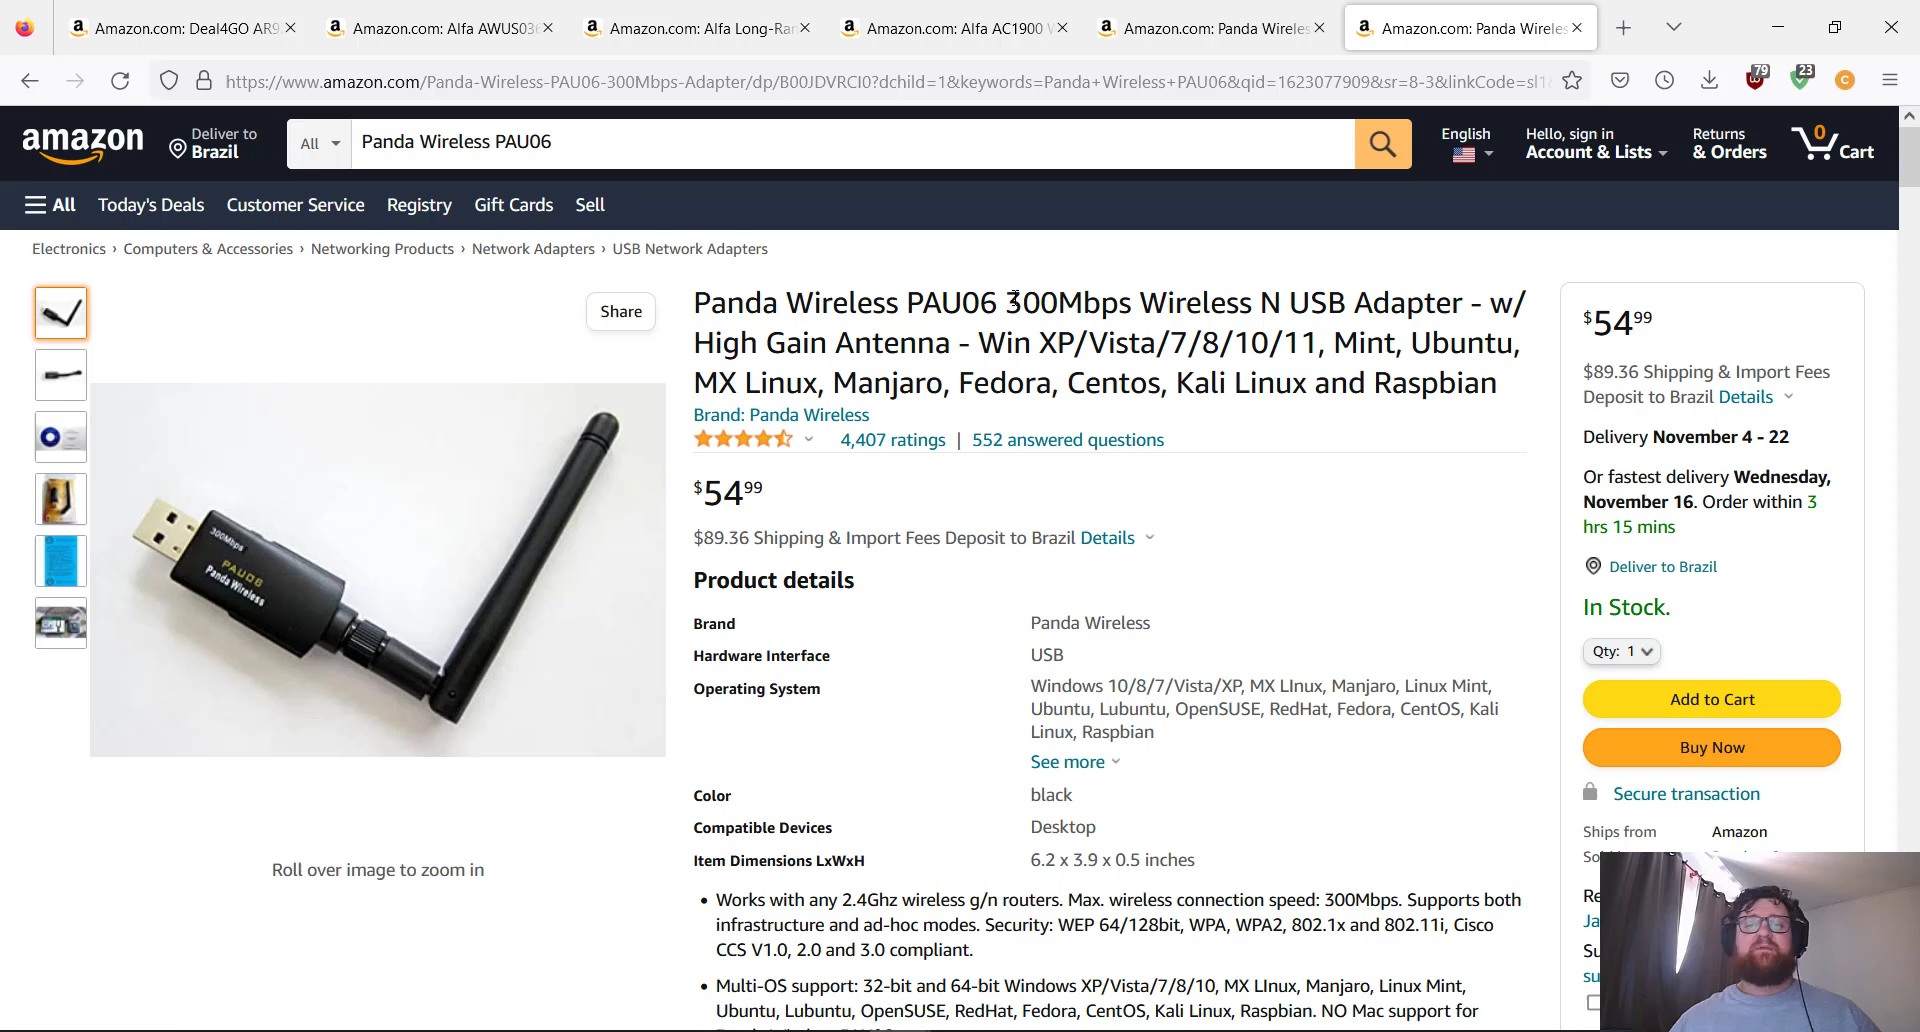 Amazon.com: Deal4GO AR9
Amazon.com: Alfa AWUS036
Amazon.com: Alfa Long-Ran
Amazon.com: Alfa AC1900 W
Amazon.com: Panda Wireless
Amazon.com: Panda Wireless
https://www.amazon.com/Panda-Wireless-PAU06-300Mbps-Adapter/dp/B00JDVRCI0?dchild=1&keywords=Panda+Wireless+PAU06&qid=1623077909&sr=8-3&linkCode=sl1
79
23
C
amazon
Deliver to
Brazil
All
Panda Wireless PAU06
English
Hello, sign in
Account & Lists
Returns
& Orders
0
Cart
All Today's Deals Customer Service Registry Gift Cards Sell
Electronics › Computers & Accessories › Networking Products › Network Adapters › USB Network Adapters
Share
300Mbps
PAU06
Panda Wireless
Roll over image to zoom in
Panda Wireless PAU06 300Mbps Wireless N USB Adapter - w/
High Gain Antenna - Win XP/Vista/7/8/10/11, Mint, Ubuntu,
MX Linux, Manjaro, Fedora, Centos, Kali Linux and Raspbian
Brand: Panda Wireless
4,407 ratings | 552 answered questions
$54 99
$89.36 Shipping & Import Fees Deposit to Brazil Details
Product details
Brand Panda Wireless
Hardware Interface USB
Operating System Windows 10/8/7/Vista/XP, MX LInux, Manjaro, Linux Mint,
Ubuntu, Lubuntu, OpenSUSE, RedHat, Fedora, CentOS, Kali
Linux, Raspbian
See more
Color black
Compatible Devices Desktop
Item Dimensions LxWxH 6.2 x 3.9 x 0.5 inches
• Works with any 2.4Ghz wireless g/n routers. Max. wireless connection speed: 300Mbps. Supports both
infrastructure and ad-hoc modes. Security: WEP 64/128bit, WPA, WPA2, 802.1x and 802.11i, Cisco
CCS V1.0, 2.0 and 3.0 compliant.
• Multi-OS support: 32-bit and 64-bit Windows XP/Vista/7/8/10, MX LInux, Manjaro, Linux Mint,
Ubuntu, Lubuntu, OpenSUSE, RedHat, Fedora, CentOS, Kali Linux, Raspbian. NO Mac support for
$54 99
$89.36 Shipping & Import Fees
Deposit to Brazil Details
Delivery November 4 - 22
Or fastest delivery Wednesday,
November 16. Order within 3
hrs 15 mins
Deliver to Brazil
In Stock.
Qty: 1
Add to Cart
Buy Now
Secure transaction
Ships from Amazon
So
Re
Ja
Su
su